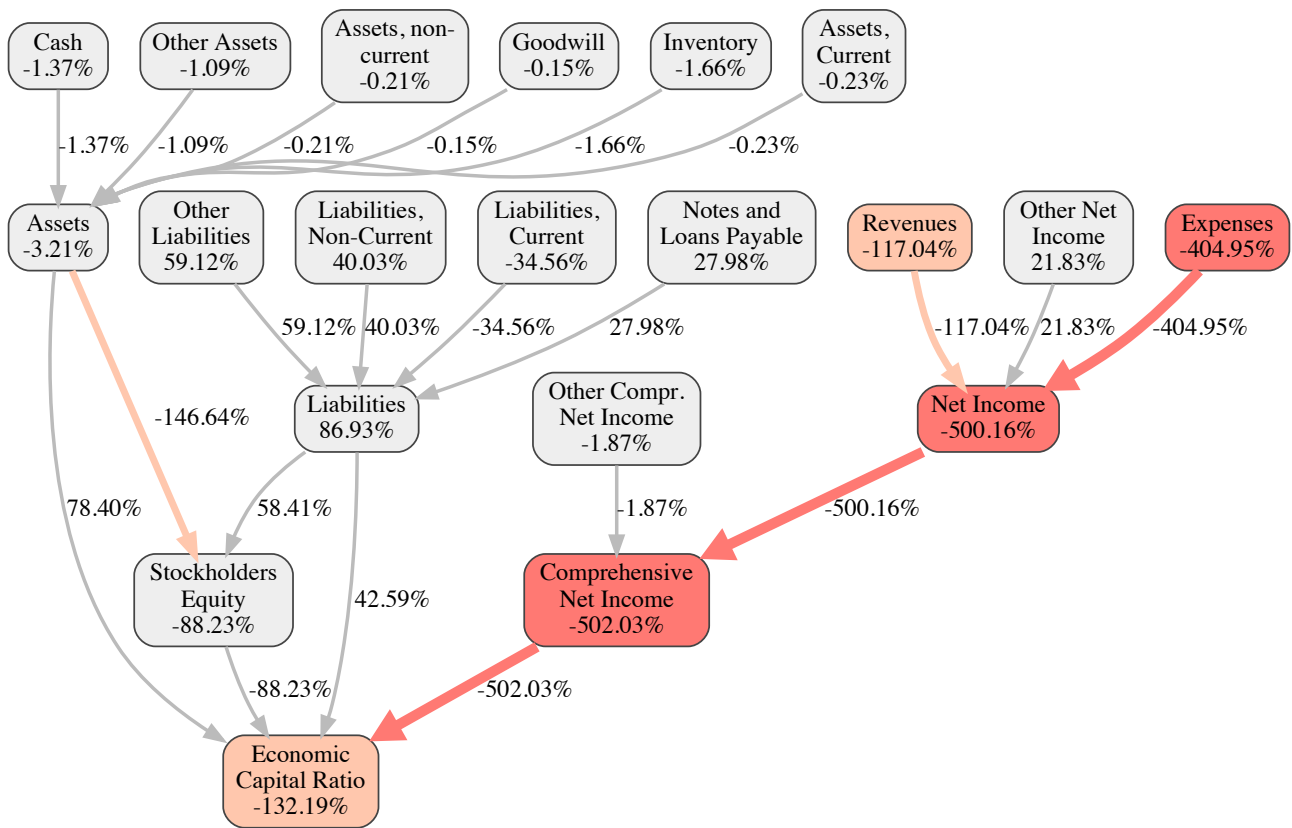 Cash
-1.37%
Other Assets
-1.09%
Assets, non-
current
-0.21%
Goodwill
-0.15%
Inventory
-1.66%
Assets,
Current
-0.23%
-1.37%
-1.09%
-0.21%
-0.15%
-1.66%
-0.23%
Assets
-3.21%
Other
Liabilities
59.12%
Liabilities,
Non-Current
40.03%
Liabilities,
Current
-34.56%
Notes and
Loans Payable
27.98%
Revenues
-117.04%
Other Net
Income
21.83%
Expenses
-404.95%
59.12%
40.03%
-34.56%
27.98%
-117.04%
21.83%
-404.95%
-146.64%
Liabilities
86.93%
Other Compr.
Net Income
-1.87%
Net Income
-500.16%
78.40%
58.41%
-1.87%
-500.16%
Stockholders
Equity
-88.23%
42.59%
Comprehensive
Net Income
-502.03%
-88.23%
-502.03%
Economic
Capital Ratio
-132.19%